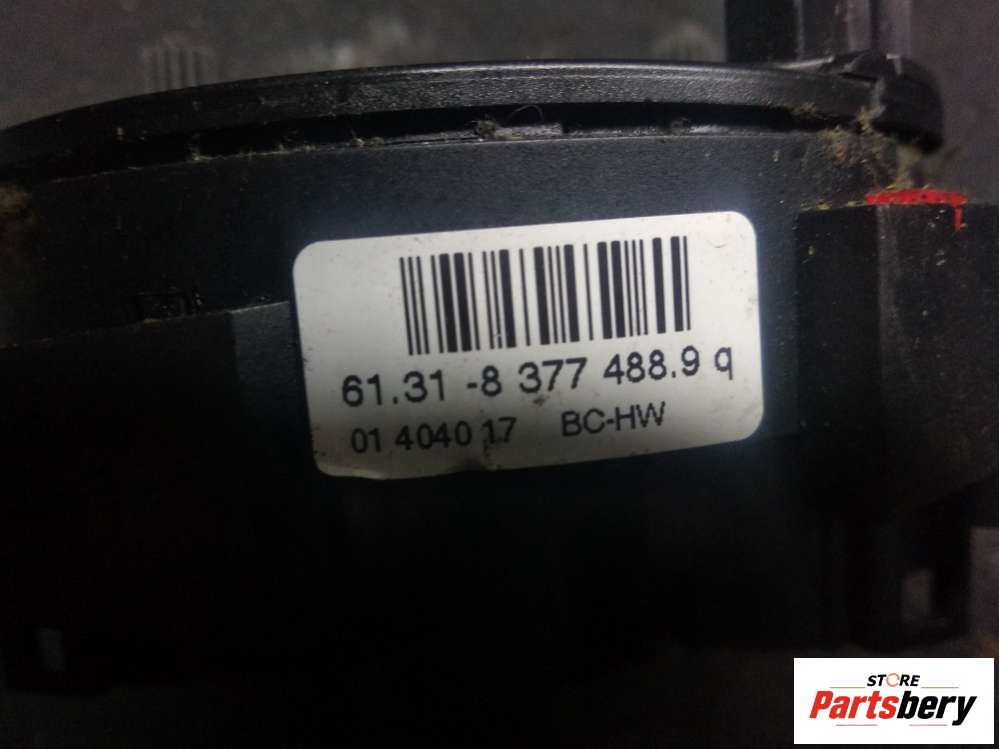 61.31 -8 377 488.9 q
01 4040 17 BC-HW
STORE
Partsbery